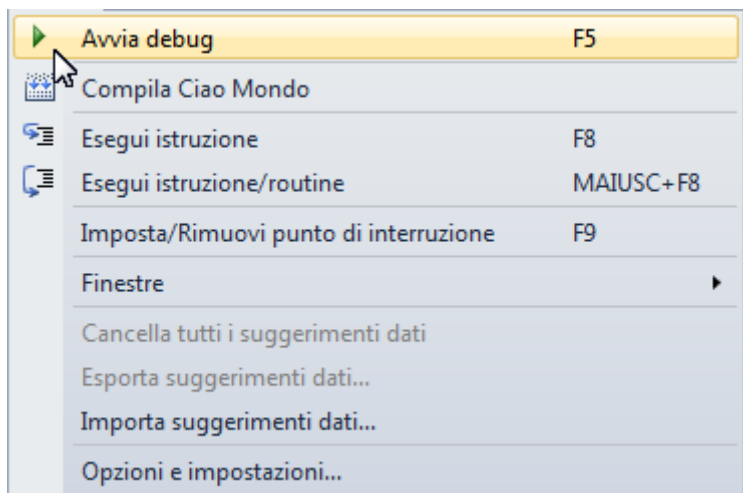 Avvia debug F5
Compila Ciao Mondo
Esegui istruzione F8
Esegui istruzione/routine MAIUSC+F8
Imposta/Rimuovi punto di interruzione F9
Finestre
Cancella tutti i suggerimenti dati
Esporta suggerimenti dati...
Importa suggerimenti dati...
Opzioni e impostazioni...